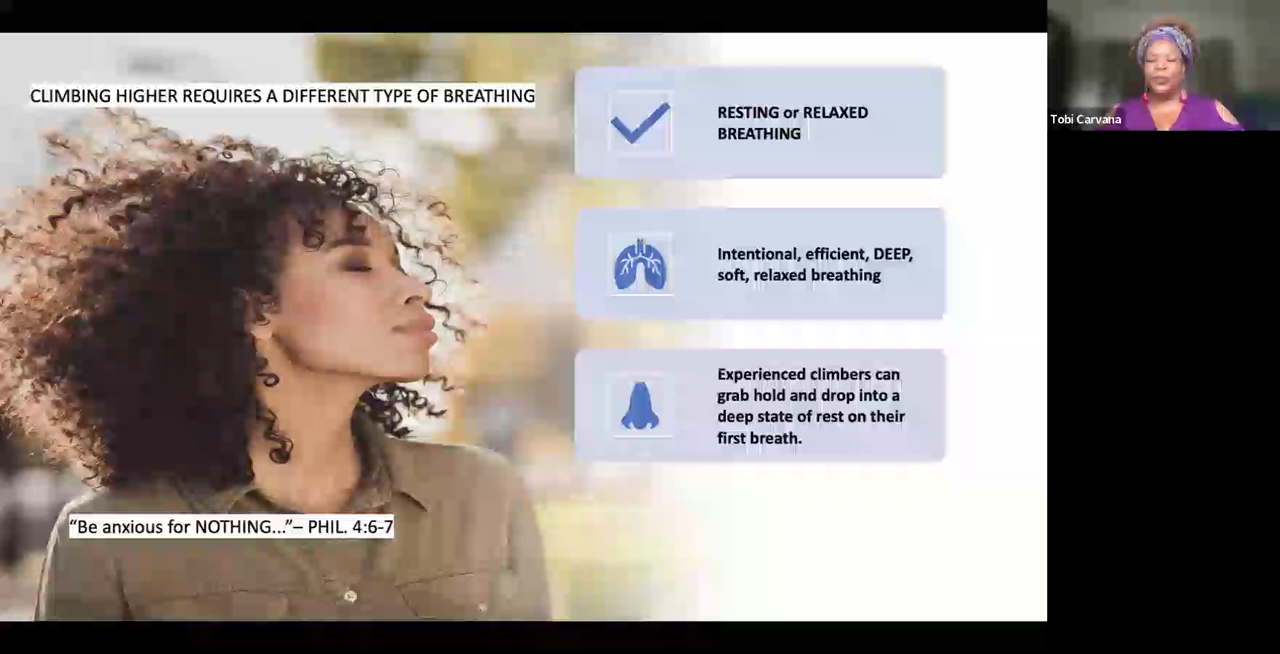 CLIMBING HIGHER REQUIRES A DIFFERENT TYPE OF BREATHING
RESTING or RELAXED
BREATHING
Intentional, efficient, DEEP,
soft, relaxed breathing
Experienced climbers can
grab hold and drop into a
deep state of rest on their
first breath.
“Be anxious for NOTHING...”– PHIL. 4:6-7
Tobi Carvana